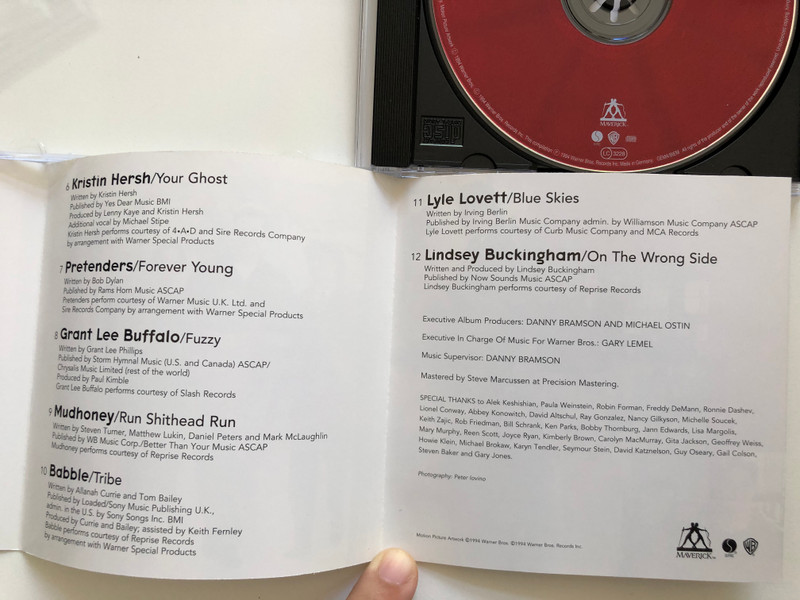 6 Kristin Hersh/Your Ghost
Written by Kristin Hersh
Published by Yes Dear Music BMI
Produced by Lenny Kaye and Kristin Hersh
Additional vocal by Michael Stipe
Kristin Hersh performs courtesy of 4•A•D and Sire Records Company
by arrangement with Warner Special Products
7 Pretenders/Forever Young
Written by Bob Dylan
Published by Rams Horn Music ASCAP
Pretenders perform courtesy of Warner Music U.K. Ltd. and
Sire Records Company by arrangement with Warner Special Products
8 Grant Lee Buffalo/Fuzzy
Written by Grant Lee Phillips
Published by Storm Hymnal Music (U.S. and Canada) ASCAP/
Chrysalis Music Limited (rest of the world)
Produced by Paul Kimble
Grant Lee Buffalo performs courtesy of Slash Records
9 Mudhoney/Run Shithead Run
Written by Steven Turner, Matthew Lukin, Daniel Peters and Mark McLaughlin
Published by WB Music Corp./Better Than Your Music ASCAP
Mudhoney performs courtesy of Reprise Records
10 Babble/Tribe
Written by Allanah Currie and Tom Bailey
Published by Loaded/Sony Music Publishing U.K.,
admin. in the U.S. by Sony Songs Inc. BMI
Produced by Currie and Bailey; assisted by Keith Fernley
Babble performs courtesy of Reprise Records
by arrangement with Warner Special Products
11 Lyle Lovett/Blue Skies
Written by Irving Berlin
Published by Irving Berlin Music Company admin. by Williamson Music Company ASCAP
Lyle Lovett performs courtesy of Curb Music Company and MCA Records
12 Lindsey Buckingham/On The Wrong Side
Written and Produced by Lindsey Buckingham
Published by Now Sounds Music ASCAP
Lindsey Buckingham performs courtesy of Reprise Records
Executive Album Producers: DANNY BRAMSON AND MICHAEL OSTIN
Executive In Charge Of Music For Warner Bros.: GARY LEMEL
Music Supervisor: DANNY BRAMSON
Mastered by Steve Marcussen at Precision Mastering.
SPECIAL THANKS to Alek Keshishian, Paula Weinstein, Robin Forman, Freddy DeMann, Ronnie Dashev,
Lionel Conway, Abbey Konowitch, David Altschul, Ray Gonzalez, Nancy Gilkyson, Michelle Soucek,
Keith Zajic, Rob Friedman, Bill Schrank, Ken Parks, Bobby Thornburg, Jann Edwards, Lisa Margolis,
Mary Murphy, Reen Scott, Joyce Ryan, Kimberly Brown, Carolyn MacMurray, Gita Jackson, Geoffrey Weiss,
Howie Klein, Michael Brokaw, Karyn Tendler, Seymour Stein, David Katznelson, Guy Oseary, Gail Colson,
Steven Baker and Gary Jones.
Photography: Peter Iovino
Motion Picture Artwork ©1994 Warner Bros. ©1994 Warner Bros. Records Inc.
MAVERICK
MAVERICK